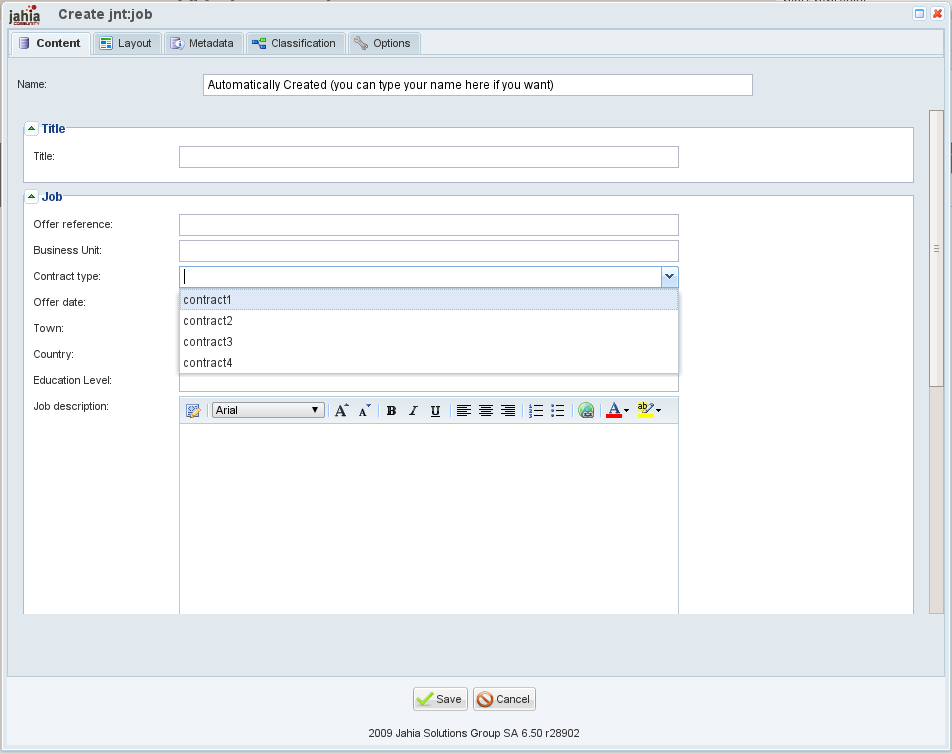 jahia Create jnt:job
COMMUNITY
Content Layout Metadata Classification Options
Name: Automatically Created (you can type your name here if you want)
Title
Title:
Job
Offer reference:
Business Unit:
Contract type:
contract1
Offer date:
contract2
Town:
contract3
Country:
contract4
Education Level:
Job description:
Arial A A B I U A ab
Save Cancel
2009 Jahia Solutions Group SA 6.50 r28902